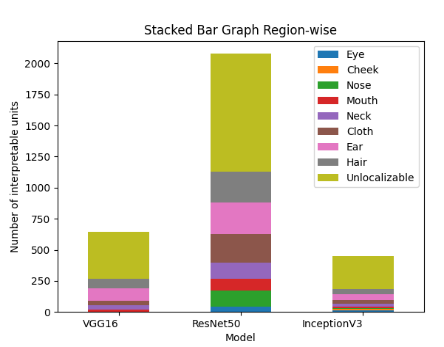 Stacked Bar Graph Region-wise
Number of interpretable units
2000
1750
1500
1250
1000
750
500
250
0
Eye
Cheek
Nose
Mouth
Neck
Cloth
Ear
Hair
Unlocalizable
VGG16 ResNet50 InceptionV3
Model